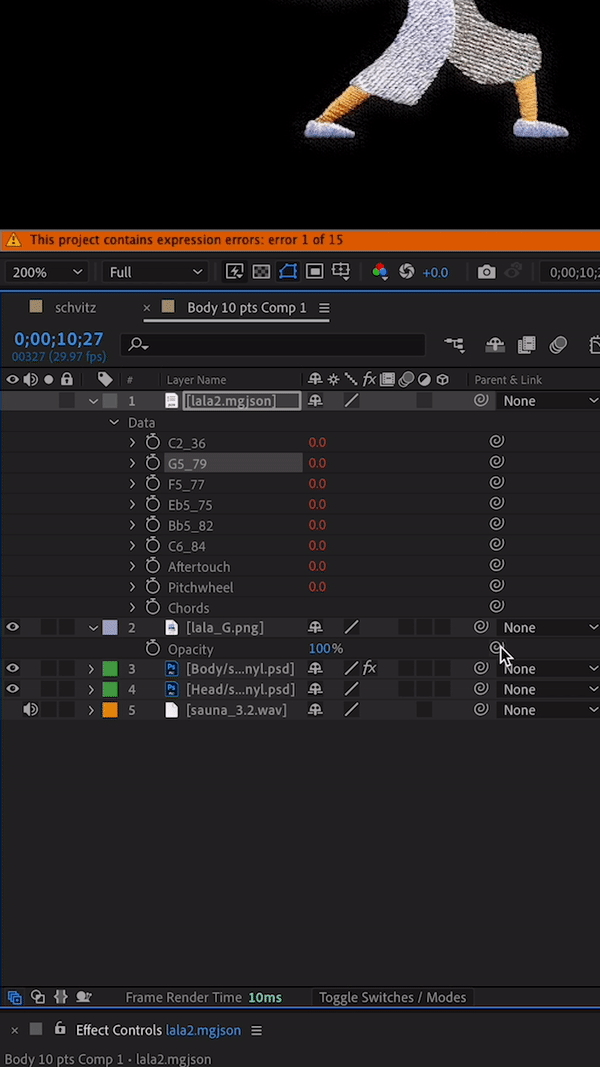 This project contains expression errors: error 1 of 15
200% Full +0.0 0;00;10;2
schvitz × Body 10 pts Comp 1
0;00;10;27
00327 (29.97 fps)
# Layer Name fx Parent & Link
1 [lala2.mgjson] None
Data
C2_36 0.0
G5_79 0.0
F5_77 0.0
Eb5_75 0.0
Bb5_82 0.0
C6_84 0.0
Aftertouch 0.0
Pitchwheel 0.0
Chords
2 [lala_G.png] None
Opacity 100%
3 Ps [Body/s...nyl.psd] fx None
4 Ps [Head/s...nyl.psd] None
5 [sauna_3.2.wav] None
Frame Render Time 10ms Toggle Switches / Modes
× Effect Controls lala2.mgjson
Body 10 pts Comp 1 • lala2.mgjson